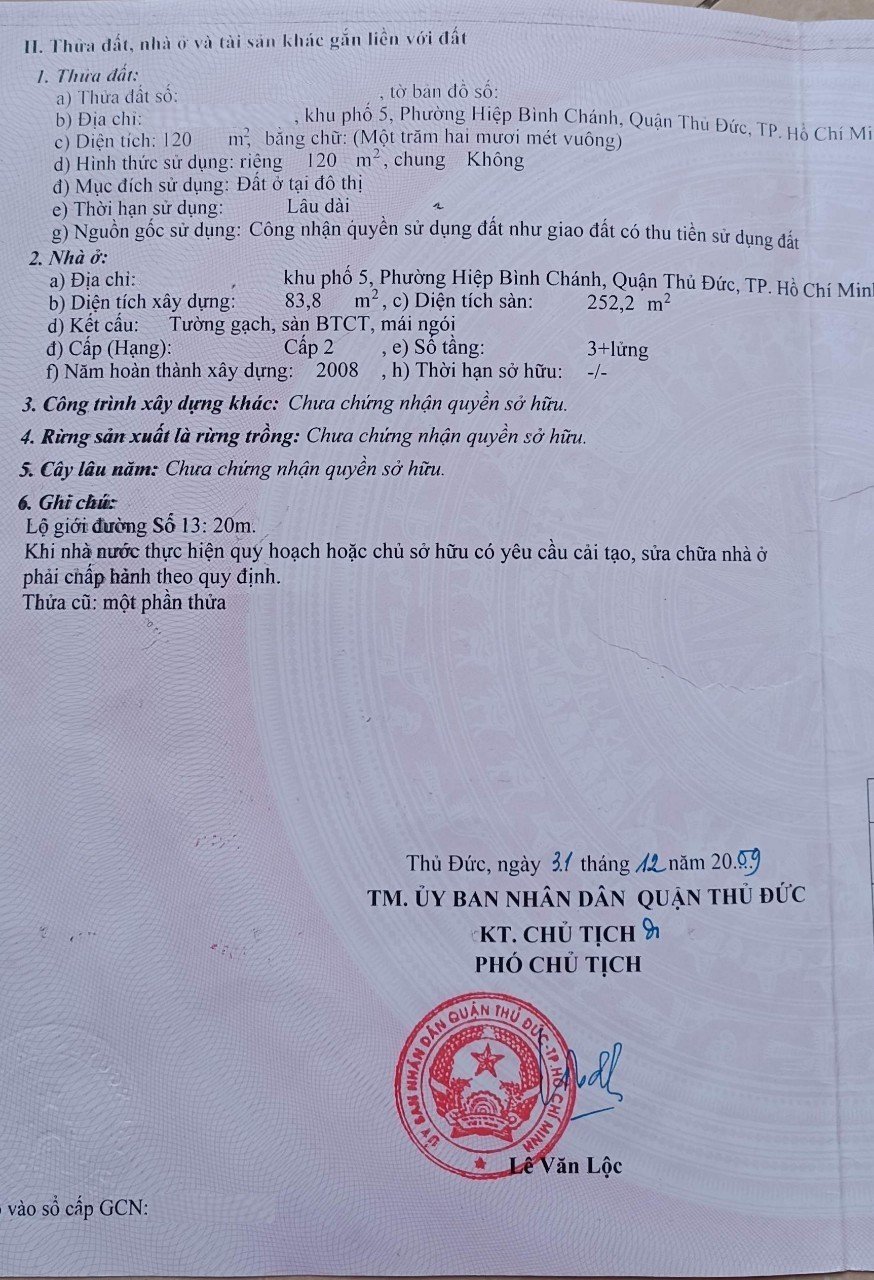 II. Thửa đất, nhà ở và tài sản khác gắn liền với đất
1. Thửa đất:
a) Thửa đất số: , tờ bản đồ số:
b) Địa chỉ: , khu phố 5, Phường Hiệp Bình Chánh, Quận Thủ Đức, TP. Hồ Chí Mi
c) Diện tích: 120 m², bằng chữ: (Một trăm hai mươi mét vuông)
d) Hình thức sử dụng: riêng 120 m², chung Không
đ) Mục đích sử dụng: Đất ở tại đô thị
e) Thời hạn sử dụng: Lâu dài
g) Nguồn gốc sử dụng: Công nhận quyền sử dụng đất như giao đất có thu tiền sử dụng đất
2. Nhà ở:
a) Địa chỉ: khu phố 5, Phường Hiệp Bình Chánh, Quận Thủ Đức, TP. Hồ Chí Minh
b) Diện tích xây dựng: 83,8 m², c) Diện tích sàn: 252,2 m²
d) Kết cấu: Tường gạch, sàn BTCT, mái ngói
đ) Cấp (Hạng): Cấp 2 , e) Số tầng: 3+lửng
f) Năm hoàn thành xây dựng: 2008 , h) Thời hạn sở hữu: -/-
3. Công trình xây dựng khác: Chưa chứng nhận quyền sở hữu.
4. Rừng sản xuất là rừng trồng: Chưa chứng nhận quyền sở hữu.
5. Cây lâu năm: Chưa chứng nhận quyền sở hữu.
6. Ghi chú:
Lộ giới đường Số 13: 20m.
Khi nhà nước thực hiện quy hoạch hoặc chủ sở hữu có yêu cầu cải tạo, sửa chữa nhà ở
phải chấp hành theo quy định.
Thửa cũ: một phần thửa
Thủ Đức, ngày 31 tháng 12 năm 2009
TM. ỦY BAN NHÂN DÂN QUẬN THỦ ĐỨC
KT. CHỦ TỊCH
PHÓ CHỦ TỊCH
ỦY BAN NHÂN DÂN QUẬN THỦ ĐỨC-TP.HỒ CHÍ MINH
Lê Văn Lộc
vào sổ cấp GCN: